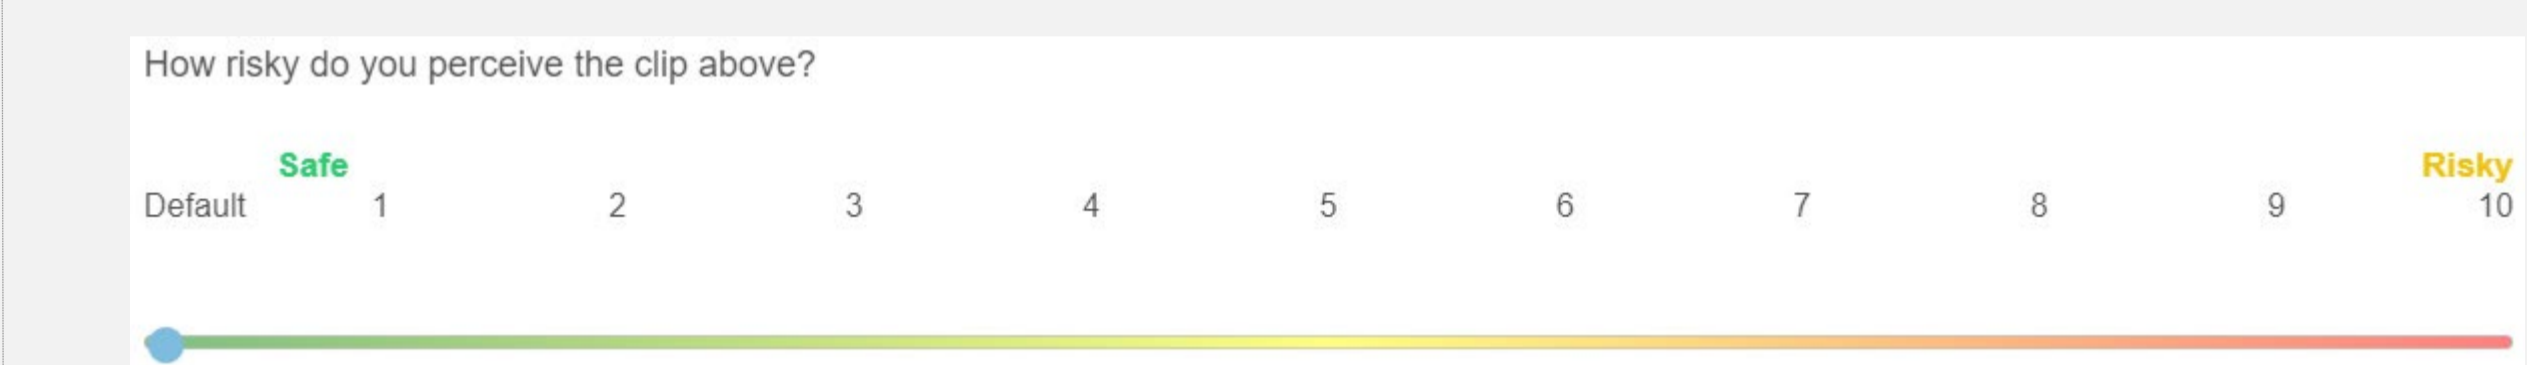 How risky do you perceive the clip above?
Safe Risky
Default 1 2 3 4 5 6 7 8 9 10